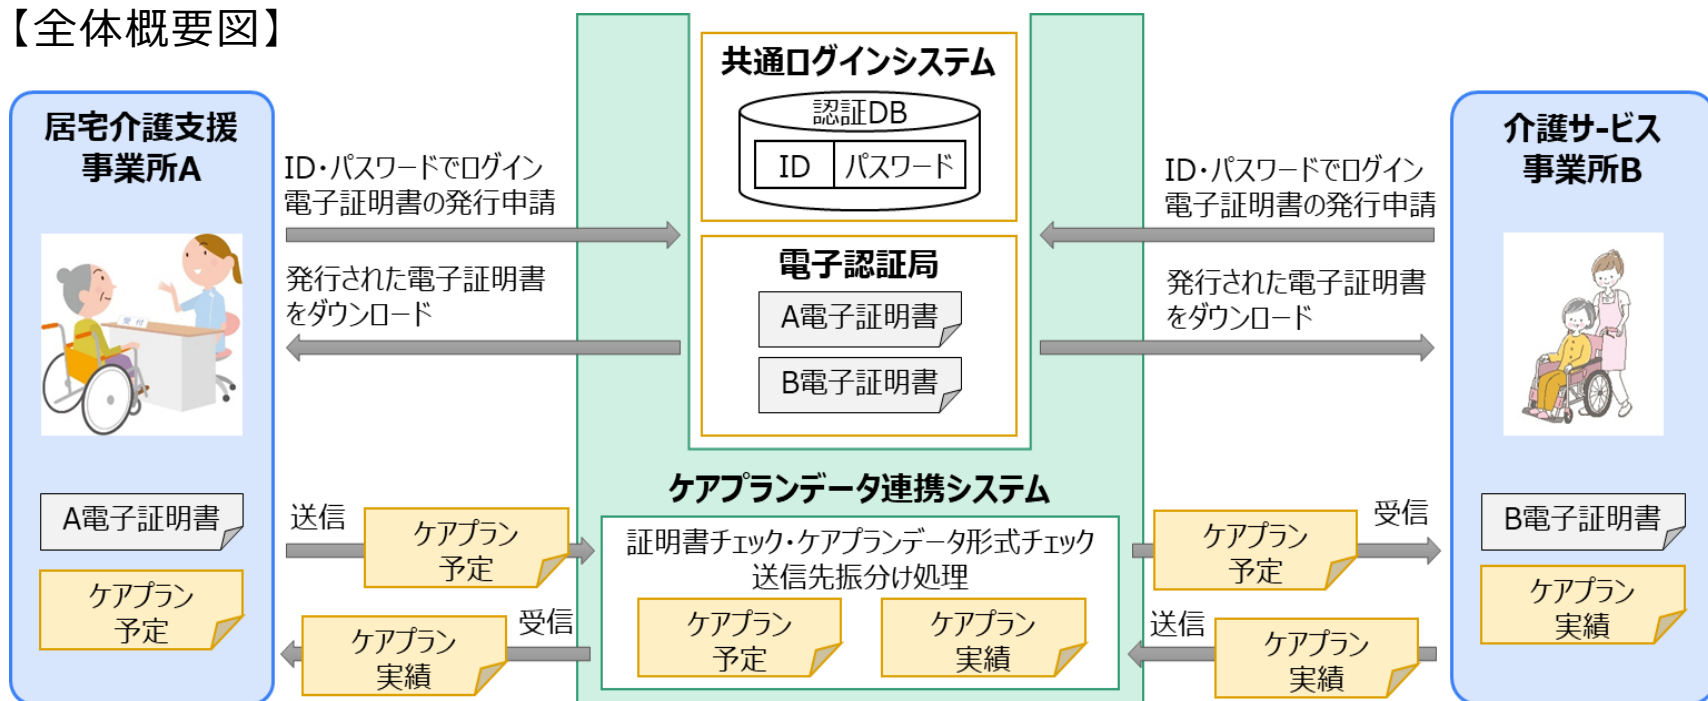 【全体概要図】
居宅介護支援
事業所A
ID・パスワードでログイン
電子証明書の発行申請
発行された電子証明書
をダウンロード
受付
A電子証明書
ケアプラン
予定
送信
ケアプラン
予定
受信
ケアプラン
実績
共通ログインシステム
認証DB
ID
パスワード
電子認証局
A電子証明書
B電子証明書
ケアプランデータ連携システム
証明書チェック・ケアプランデータ形式チェック
送信先振分け処理
ケアプラン
予定
ケアプラン
実績
ID・パスワードでログイン
電子証明書の発行申請
発行された電子証明書
をダウンロード
ケアプラン
予定
受信
送信
ケアプラン
実績
介護サービス
事業所B
B電子証明書
ケアプラン
実績